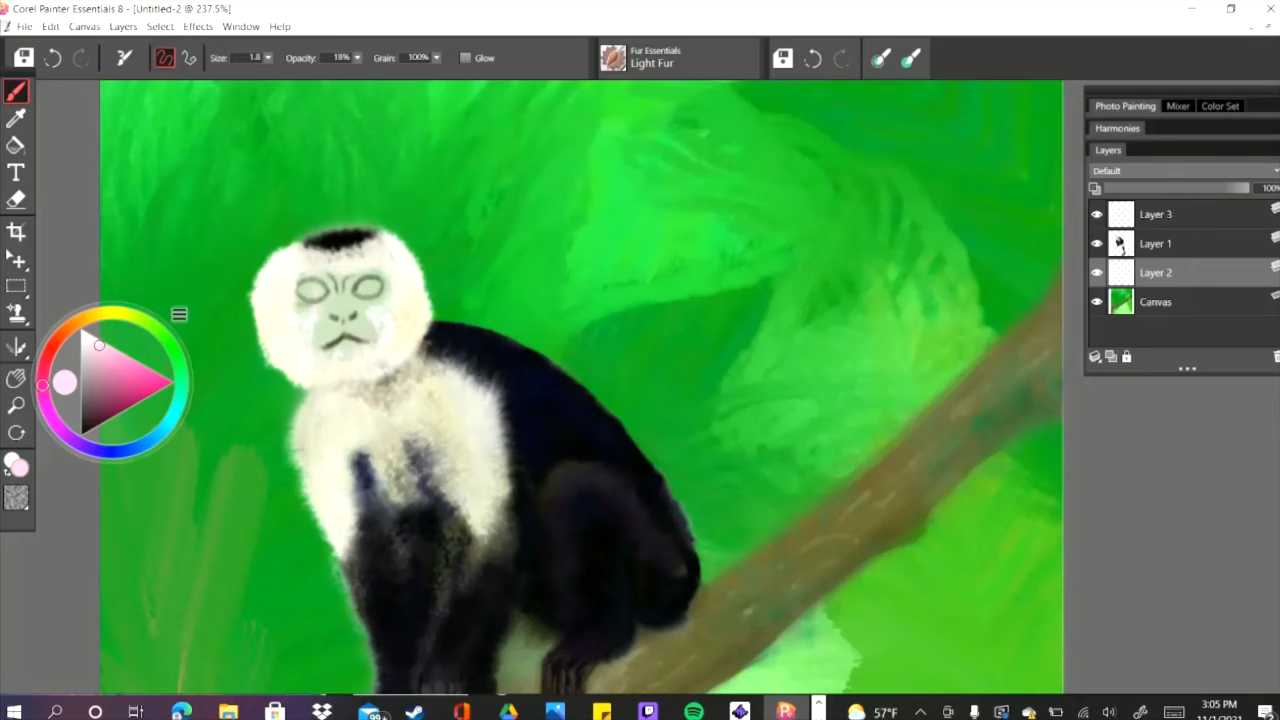 Corel Painter Essentials 8 - [Untitled-2 @ 237.5%]
File Edit Canvas Layers Select Effects Window Help
Size: 1.8 Opacity: 18% Grain: 100% Glow
Fur Essentials
Light Fur
Photo Painting Mixer Color Set
Harmonies
Layers
Default
100%
Layer 3
Layer 1
Layer 2
Canvas
T
99+
57°F
3:05 PM